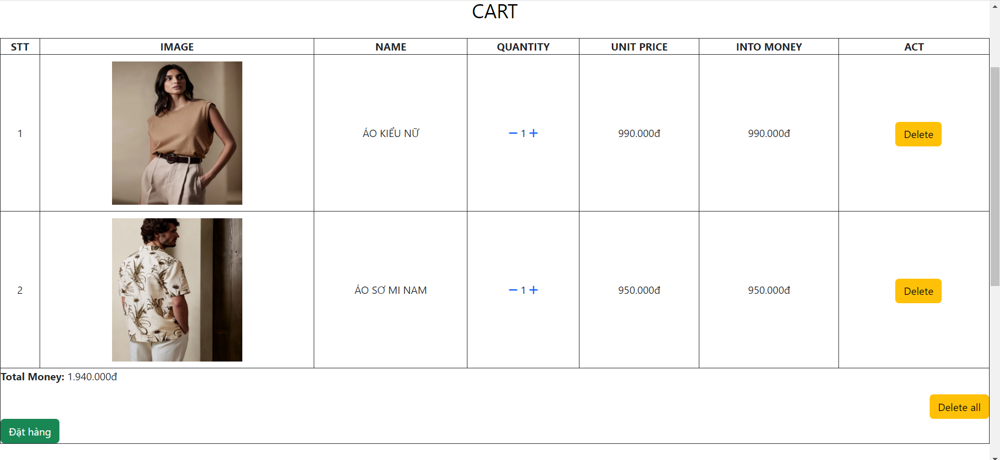 CART
STT IMAGE NAME QUANTITY UNIT PRICE INTO MONEY ACT
1 ÁO KIỂU NỮ − 1 + 990.000đ 990.000đ Delete
2 ÁO SƠ MI NAM − 1 + 950.000đ 950.000đ Delete
Total Money: 1.940.000đ
Delete all
Đặt hàng